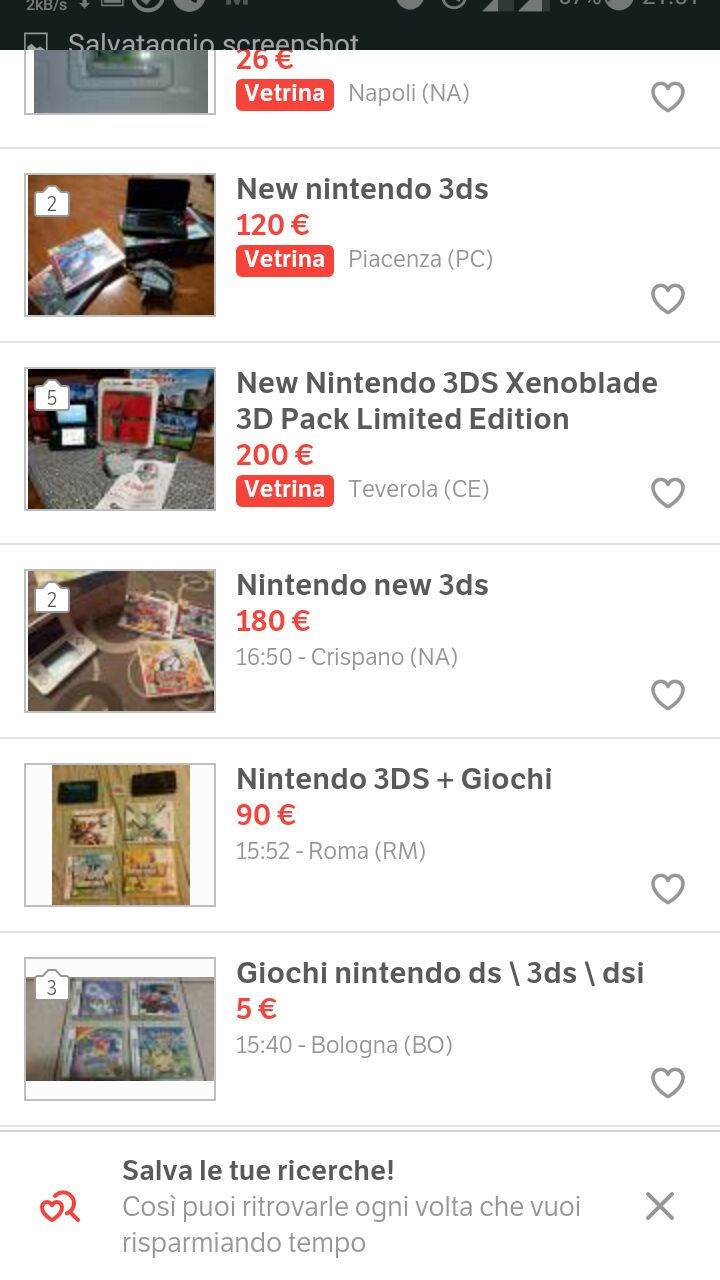 2kB/s
Salvataggio screenshot
26 €
Vetrina Napoli (NA)
2
New nintendo 3ds
120 €
Vetrina Piacenza (PC)
5
New Nintendo 3DS Xenoblade
3D Pack Limited Edition
200 €
Vetrina Teverola (CE)
2
Nintendo new 3ds
180 €
16:50 - Crispano (NA)
Nintendo 3DS + Giochi
90 €
15:52 - Roma (RM)
3
Giochi nintendo ds \ 3ds \ dsi
5 €
15:40 - Bologna (BO)
Salva le tue ricerche!
Così puoi ritrovarle ogni volta che vuoi
risparmiando tempo